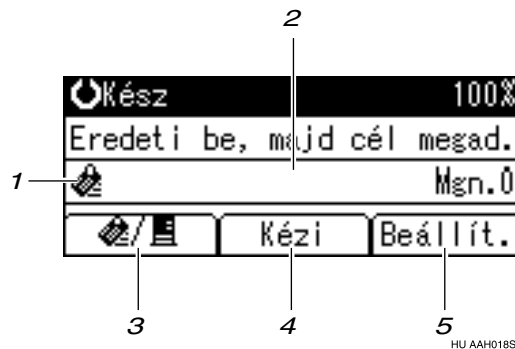 2
Kész 100%
Eredeti be, majd cél megad.
1
Mgn.0
/ Kézi Beállít.
3 4 5
HU AAH018S